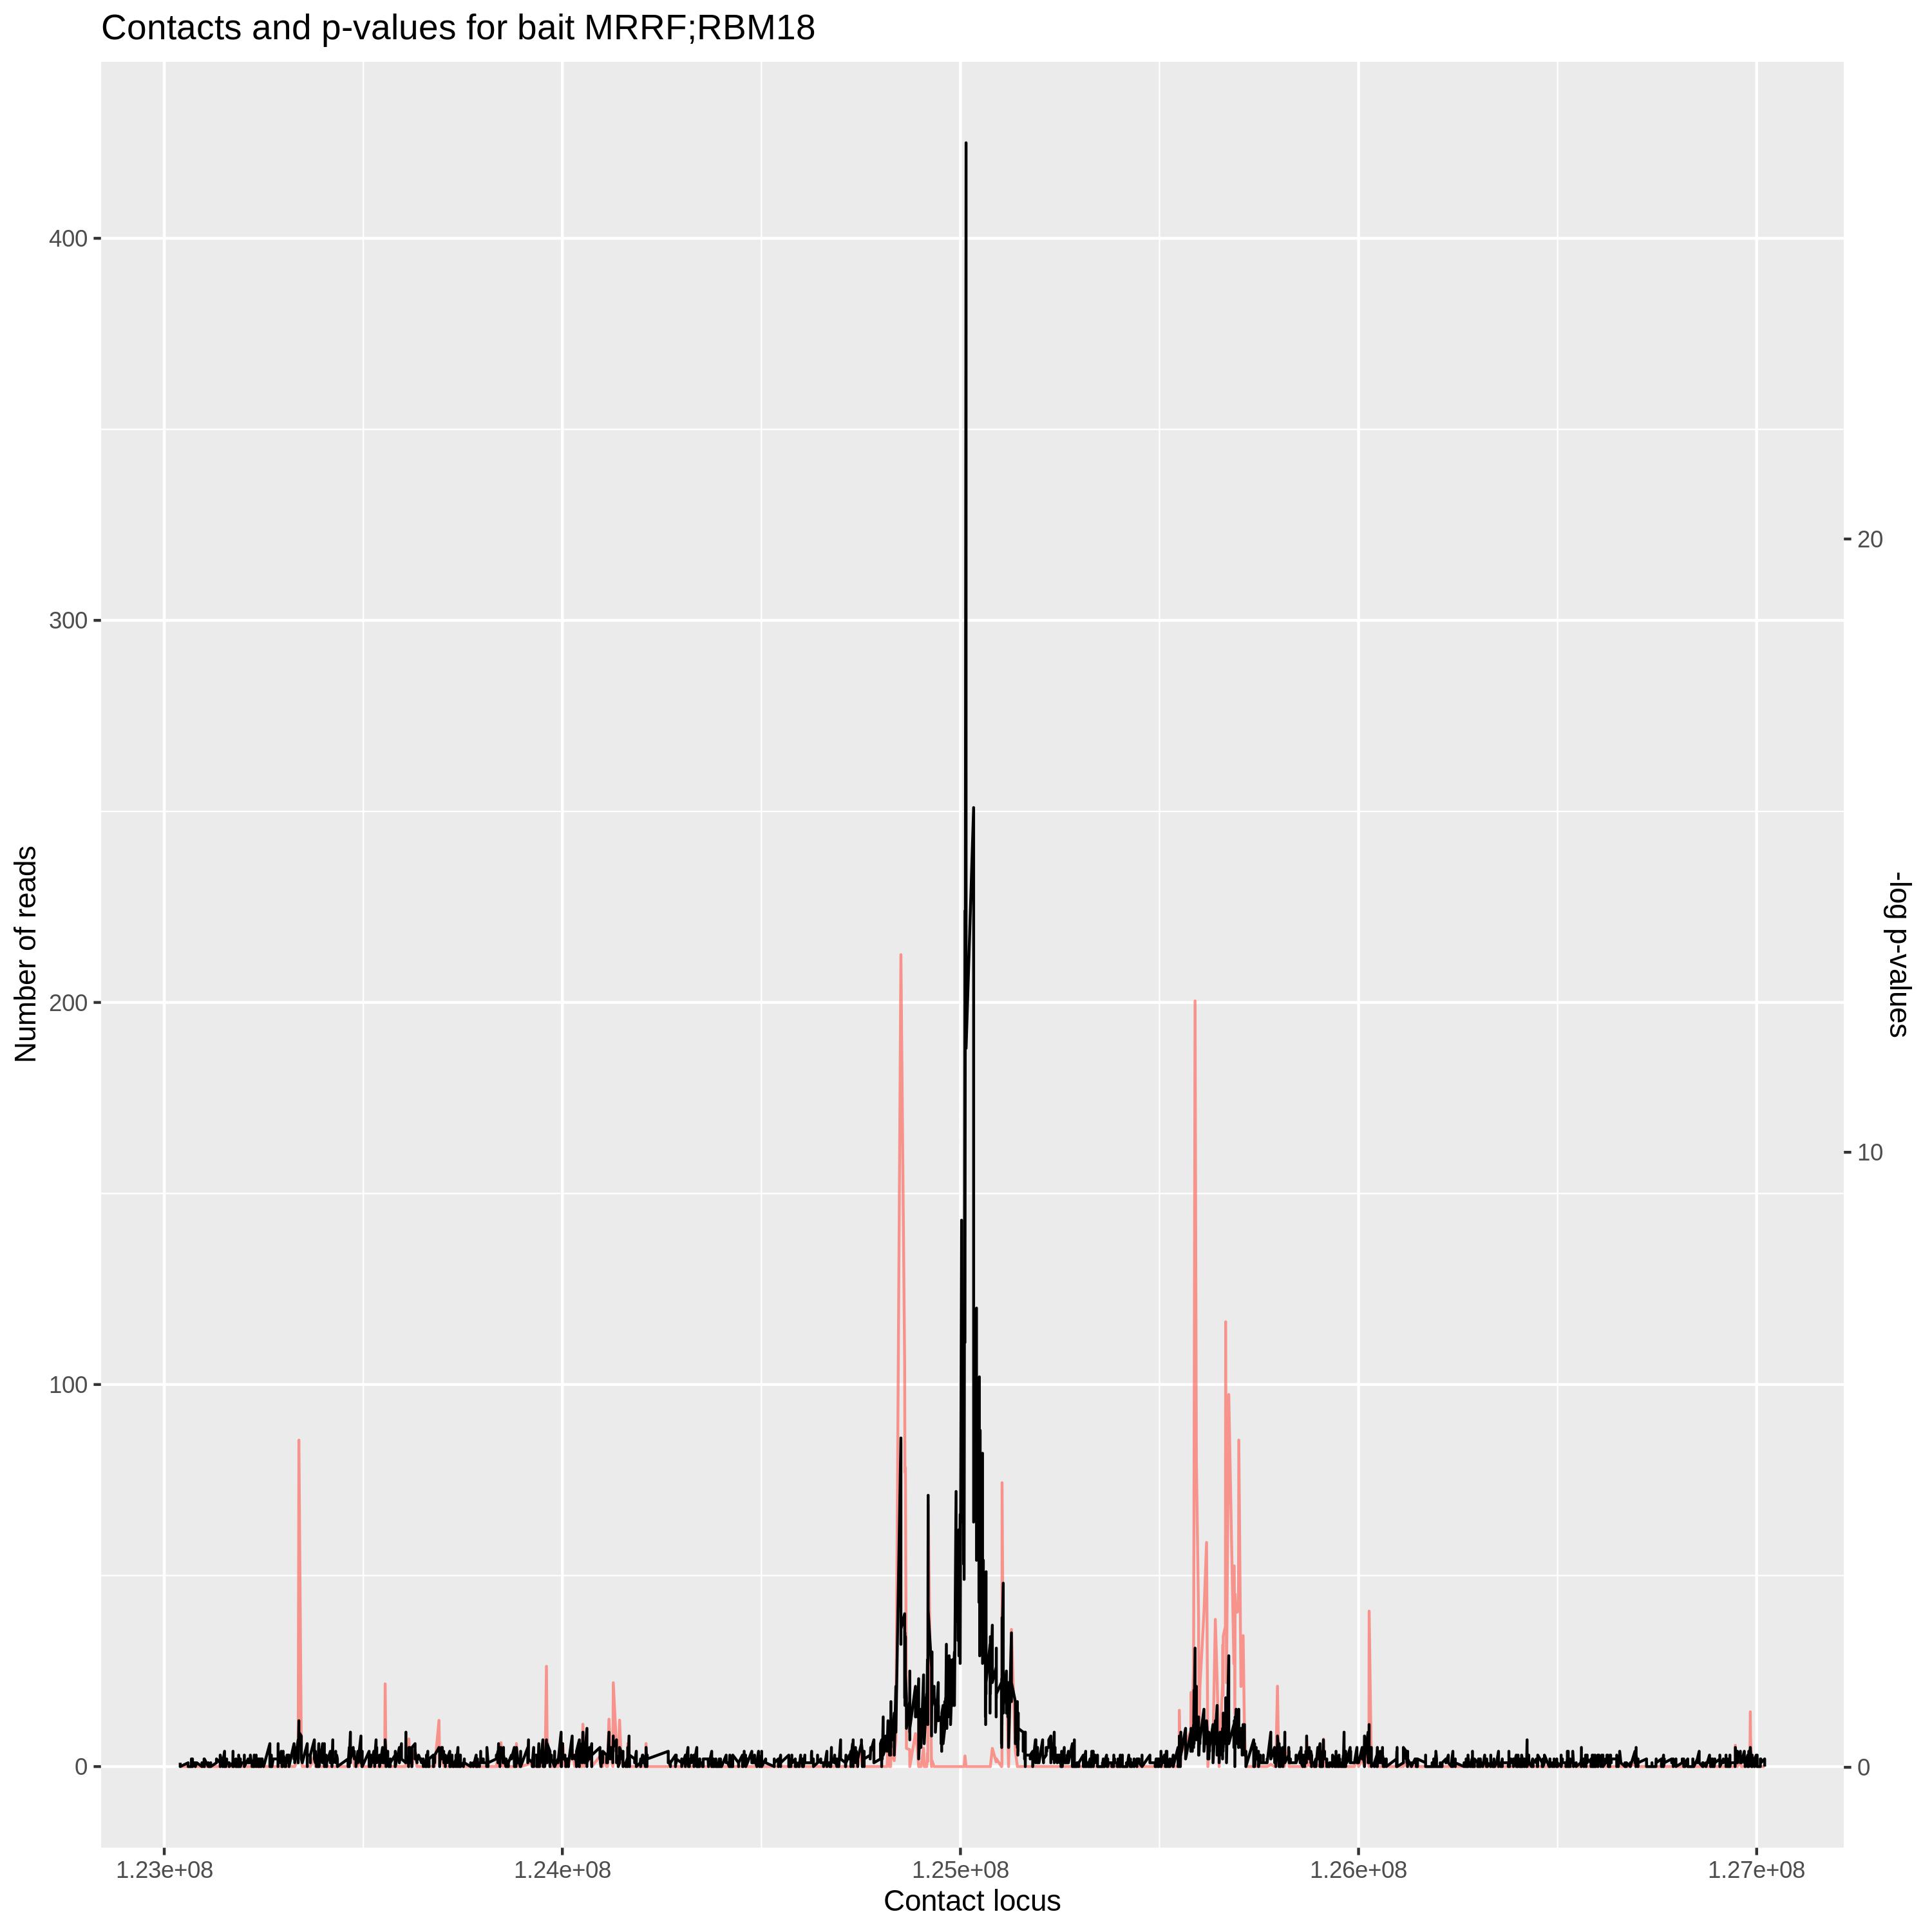 Contacts and p-values for bait MRRF;RBM18
400
300
200
100
0
Number of reads
20
10
0
-log p-values
1.23e+08
1.24e+08
1.25e+08
1.26e+08
1.27e+08
Contact locus